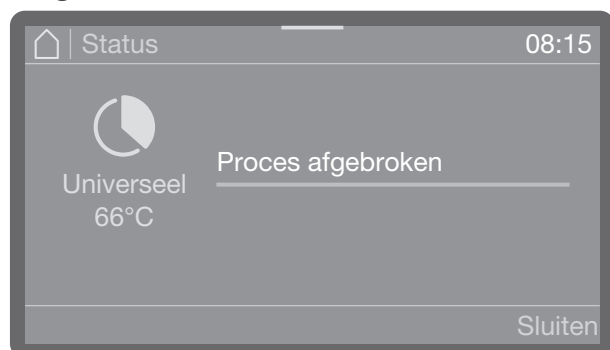 Status
08:15
Proces afgebroken
Universeel
66°C
Sluiten